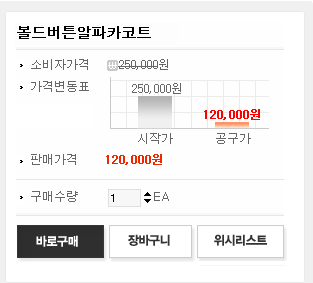 볼드버튼알파카코트
소비자가격 250,000원
가격변동표
250,000원
120,000원
시작가 공구가
판매가격 120,000원
구매수량 1 EA
바로구매 장바구니 위시리스트